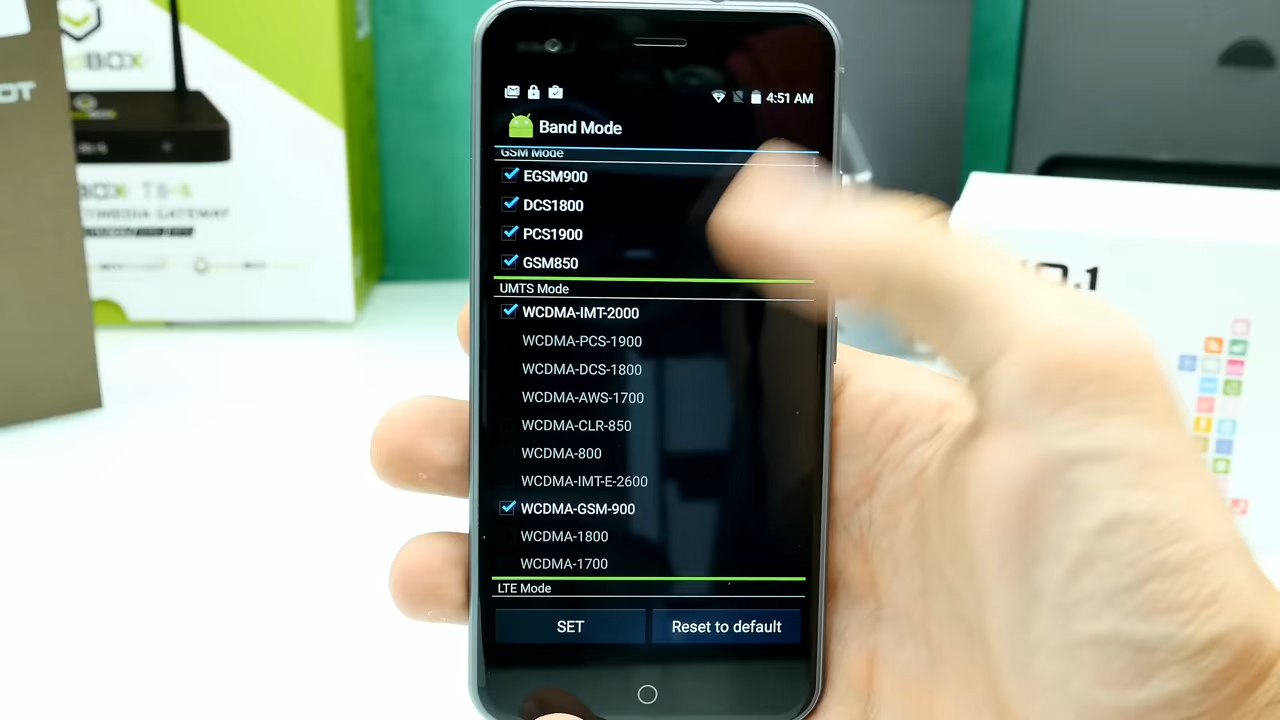 4:51 AM
Band Mode
GSM Mode
EGSM900
DCS1800
PCS1900
GSM850
UMTS Mode
WCDMA-IMT-2000
WCDMA-PCS-1900
WCDMA-DCS-1800
WCDMA-AWS-1700
WCDMA-CLR-850
WCDMA-800
WCDMA-IMT-E-2600
WCDMA-GSM-900
WCDMA-1800
WCDMA-1700
LTE Mode
SET
Reset to default